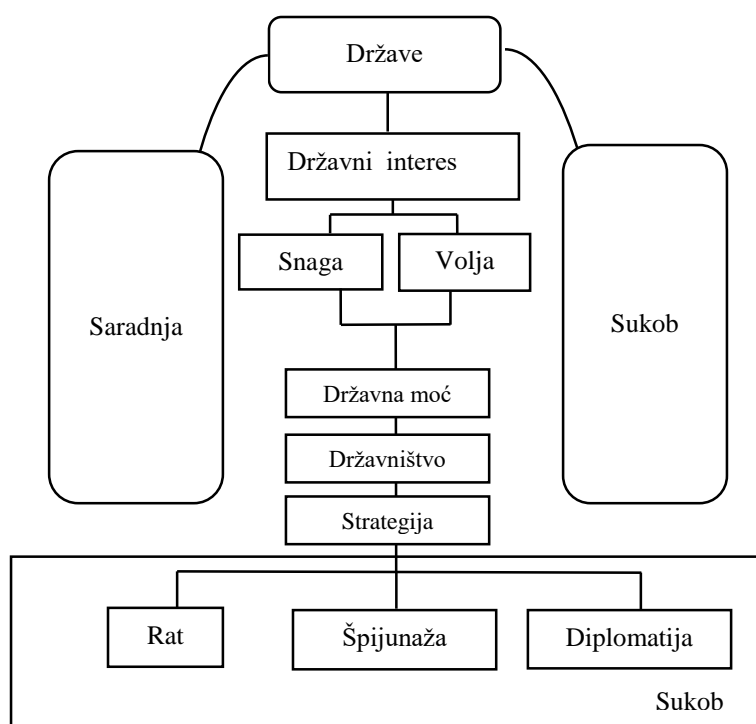 Države
Državni interes
Snaga
Volja
Saradnja
Sukob
Državna moć
Državništvo
Strategija
Rat
Špijunaža
Diplomatija
Sukob